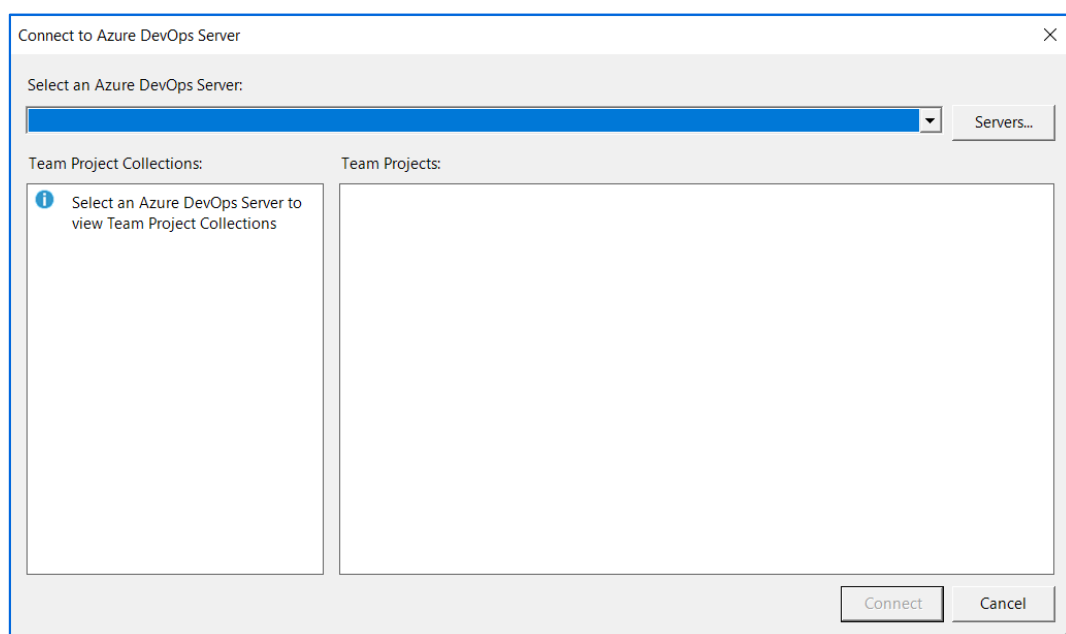 Connect to Azure DevOps Server
Select an Azure DevOps Server:
Servers...
Team Project Collections:
Team Projects:
Select an Azure DevOps Server to
view Team Project Collections
Connect
Cancel